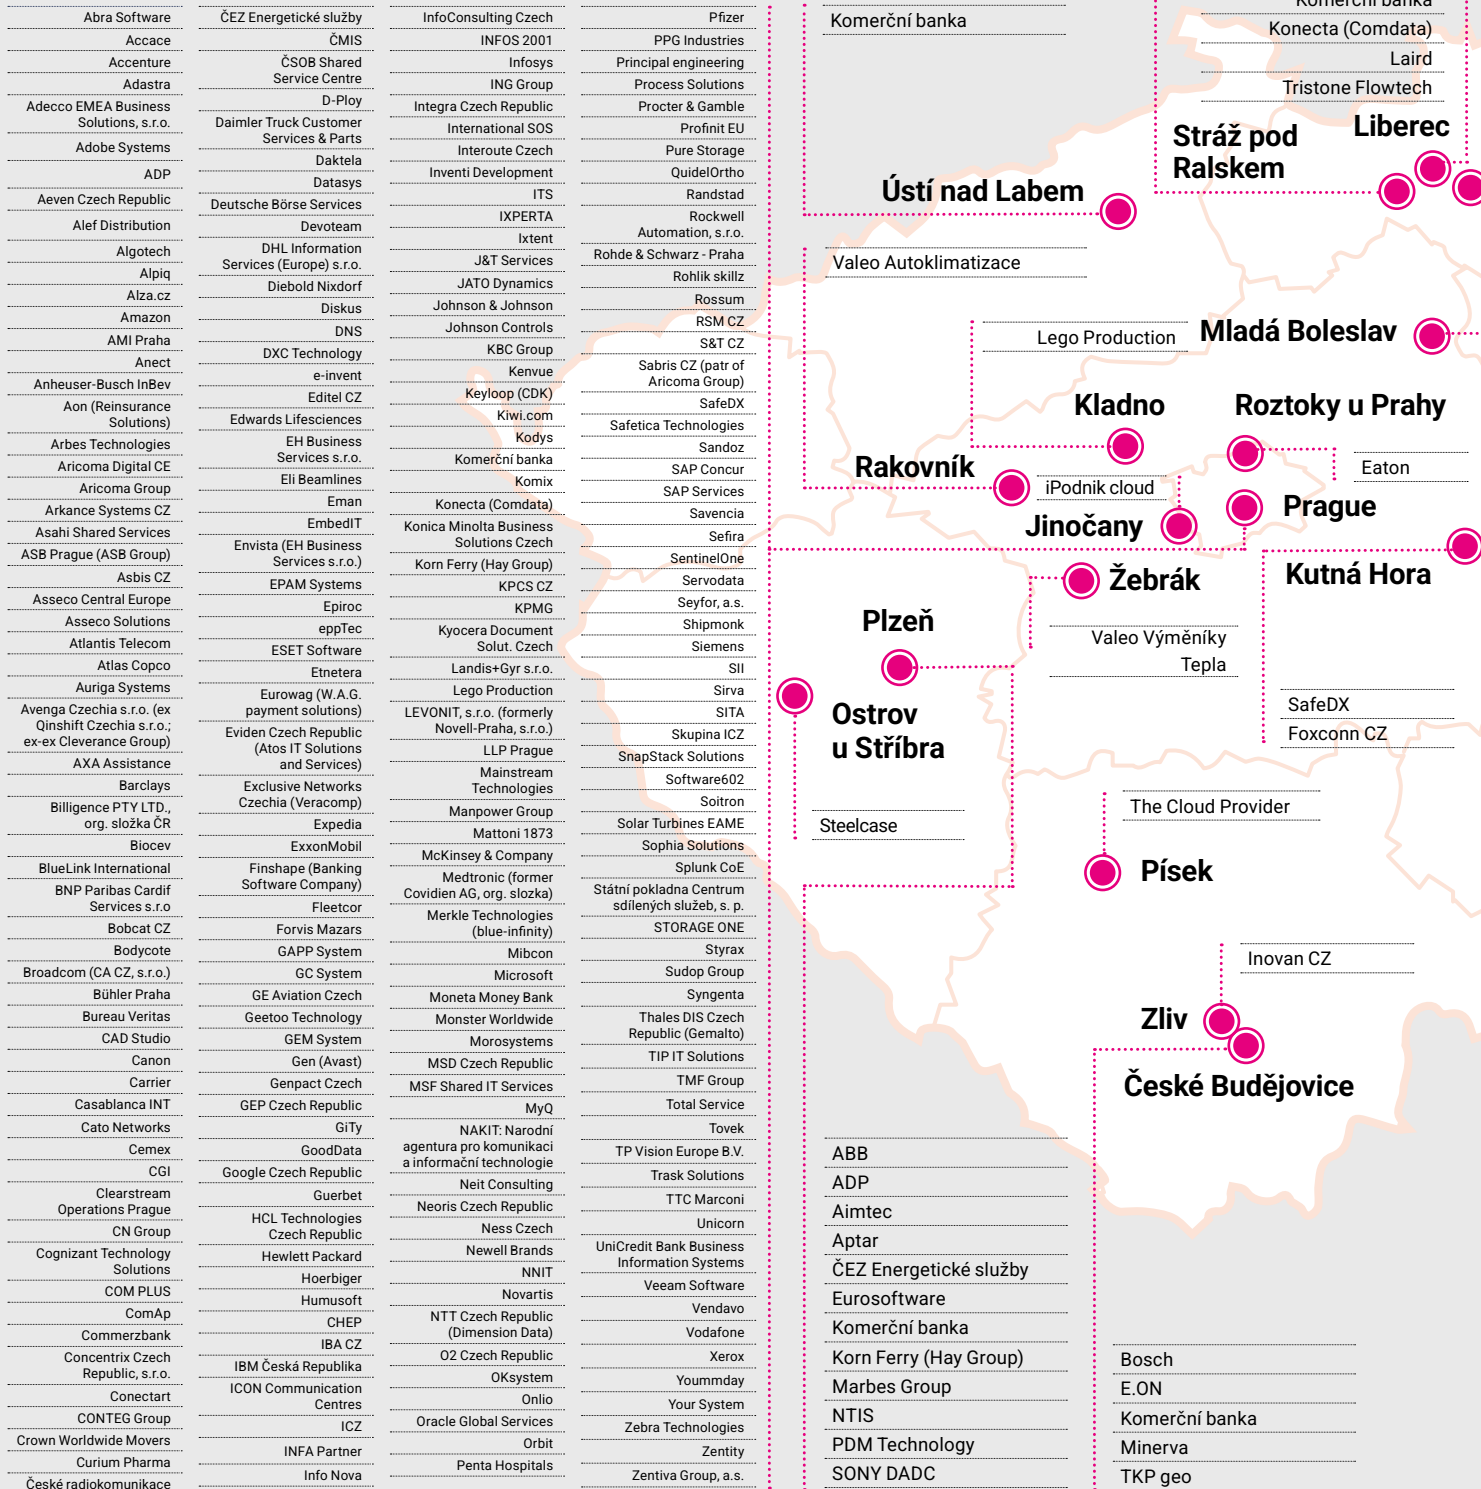 Abra Software
Accace
Accenture
Adastra
Adecco EMEA Business
Solutions, s.r.o.
Adobe Systems
ADP
Aeven Czech Republic
Alef Distribution
Algotech
Alpiq
Alza.cz
Amazon
AMI Praha
Anect
Anheuser-Busch InBev
Aon (Reinsurance
Solutions)
Arbes Technologies
Aricoma Digital CE
Aricoma Group
Arkance Systems CZ
Asahi Shared Services
ASB Prague (ASB Group)
Asbis CZ
Asseco Central Europe
Asseco Solutions
Atlantis Telecom
Atlas Copco
Auriga Systems
Avenga Czechia s.r.o. (ex
Qinshift Czechia s.r.o.;
ex-ex Cleverance Group)
AXA Assistance
Barclays
Billigence PTY LTD.,
org. složka ČR
Biocev
BlueLink International
BNP Paribas Cardif
Services s.r.o
Bobcat CZ
Bodycote
Broadcom (CA CZ, s.r.o.)
Bühler Praha
Bureau Veritas
CAD Studio
Canon
Carrier
Casablanca INT
Cato Networks
Cemex
CGI
Clearstream
Operations Prague
CN Group
Cognizant Technology
Solutions
COM PLUS
ComAp
Commerzbank
Concentrix Czech
Republic, s.r.o.
Conectart
CONTEG Group
Crown Worldwide Movers
Curium Pharma
České radiokomunikace
ČEZ Energetické služby
ČMIS
ČSOB Shared
Service Centre
D-Ploy
Daimler Truck Customer
Services & Parts
Daktela
Datasys
Deutsche Börse Services
Devoteam
DHL Information
Services (Europe) s.r.o.
Diebold Nixdorf
Diskus
DNS
DXC Technology
e-invent
Editel CZ
Edwards Lifesciences
EH Business
Services s.r.o.
Eli Beamlines
Eman
EmbedIT
Envista (EH Business
Services s.r.o.)
EPAM Systems
Epiroc
eppTec
ESET Software
Etnetera
Eurowag (W.A.G.
payment solutions)
Eviden Czech Republic
(Atos IT Solutions
and Services)
Exclusive Networks
Czechia (Veracomp)
Expedia
ExxonMobil
Finshape (Banking
Software Company)
Fleetcor
Forvis Mazars
GAPP System
GC System
GE Aviation Czech
Geetoo Technology
GEM System
Gen (Avast)
Genpact Czech
GEP Czech Republic
GiTy
GoodData
Google Czech Republic
Guerbet
HCL Technologies
Czech Republic
Hewlett Packard
Hoerbiger
Humusoft
CHEP
IBA CZ
IBM Česká Republika
ICON Communication
Centres
ICZ
INFA Partner
Info Nova
InfoConsulting Czech
INFOS 2001
Infosys
ING Group
Integra Czech Republic
International SOS
Interoute Czech
Inventi Development
ITS
IXPERTA
Ixtent
J&T Services
JATO Dynamics
Johnson & Johnson
Johnson Controls
KBC Group
Kenvue
Keyloop (CDK)
Kiwi.com
Kodys
Komerční banka
Komix
Konecta (Comdata)
Konica Minolta Business
Solutions Czech
Korn Ferry (Hay Group)
KPCS CZ
KPMG
Kyocera Document
Solut. Czech
Landis+Gyr s.r.o.
Lego Production
LEVONIT, s.r.o. (formerly
Novell-Praha, s.r.o.)
LLP Prague
Mainstream
Technologies
Manpower Group
Mattoni 1873
McKinsey & Company
Medtronic (former
Covidien AG, org. slozka)
Merkle Technologies
(blue-infinity)
Mibcon
Microsoft
Moneta Money Bank
Monster Worldwide
Morosystems
MSD Czech Republic
MSF Shared IT Services
MyQ
NAKIT: Narodní
agentura pro komunikaci
a informační technologie
Neit Consulting
Neoris Czech Republic
Ness Czech
Newell Brands
NNIT
Novartis
NTT Czech Republic
(Dimension Data)
O2 Czech Republic
OKsystem
Onlio
Oracle Global Services
Orbit
Penta Hospitals
Pfizer
PPG Industries
Principal engineering
Process Solutions
Procter & Gamble
Profinit EU
Pure Storage
QuidelOrtho
Randstad
Rockwell
Automation, s.r.o.
Rohde & Schwarz - Praha
Rohlik skillz
Rossum
RSM CZ
S&T CZ
Sabris CZ (patr of
Aricoma Group)
SafeDX
Safetica Technologies
Sandoz
SAP Concur
SAP Services
Savencia
Sefira
SentinelOne
Servodata
Seyfor, a.s.
Shipmonk
Siemens
SII
Sirva
SITA
Skupina ICZ
SnapStack Solutions
Software602
Soitron
Solar Turbines EAME
Sophia Solutions
Splunk CoE
Státní pokladna Centrum
sdílených služeb, s. p.
STORAGE ONE
Styrax
Sudop Group
Syngenta
Thales DIS Czech
Republic (Gemalto)
TIP IT Solutions
TMF Group
Total Service
Tovek
TP Vision Europe B.V.
Trask Solutions
TTC Marconi
Unicorn
UniCredit Bank Business
Information Systems
Veeam Software
Vendavo
Vodafone
Xerox
Yoummday
Your System
Zebra Technologies
Zentity
Zentiva Group, a.s.
Komerční banka
Komerční banka
Konecta (Comdata)
Laird
Tristone Flowtech
Stráž pod
Ralskem
Liberec
Ústí nad Labem
Valeo Autoklimatizace
Lego Production
Mladá Boleslav
Kladno
Roztoky u Prahy
Rakovník
iPodnik cloud
Eaton
Jinočany
Prague
Žebrák
Kutná Hora
Plzeň
Valeo Výměníky
Tepla
Ostrov
u Stříbra
SafeDX
Foxconn CZ
Steelcase
The Cloud Provider
Písek
Inovan CZ
Zliv
České Budějovice
ABB
ADP
Aimtec
Aptar
ČEZ Energetické služby
Eurosoftware
Komerční banka
Korn Ferry (Hay Group)
Marbes Group
NTIS
PDM Technology
SONY DADC
Bosch
E.ON
Komerční banka
Minerva
TKP geo